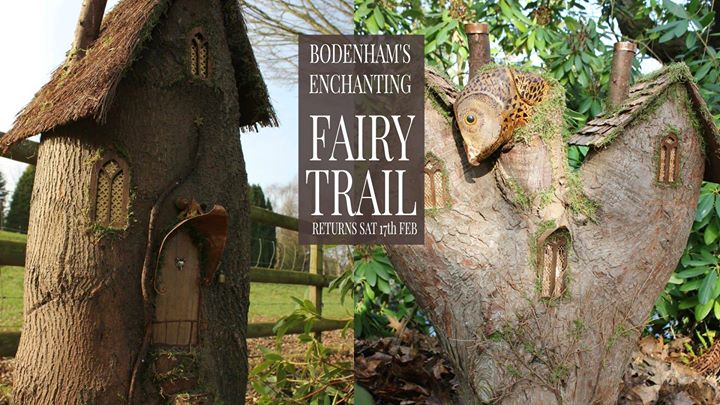 BODENHAM'S
ENCHANTING
FAIRY
TRAIL
RETURNS SAT 17th FEB